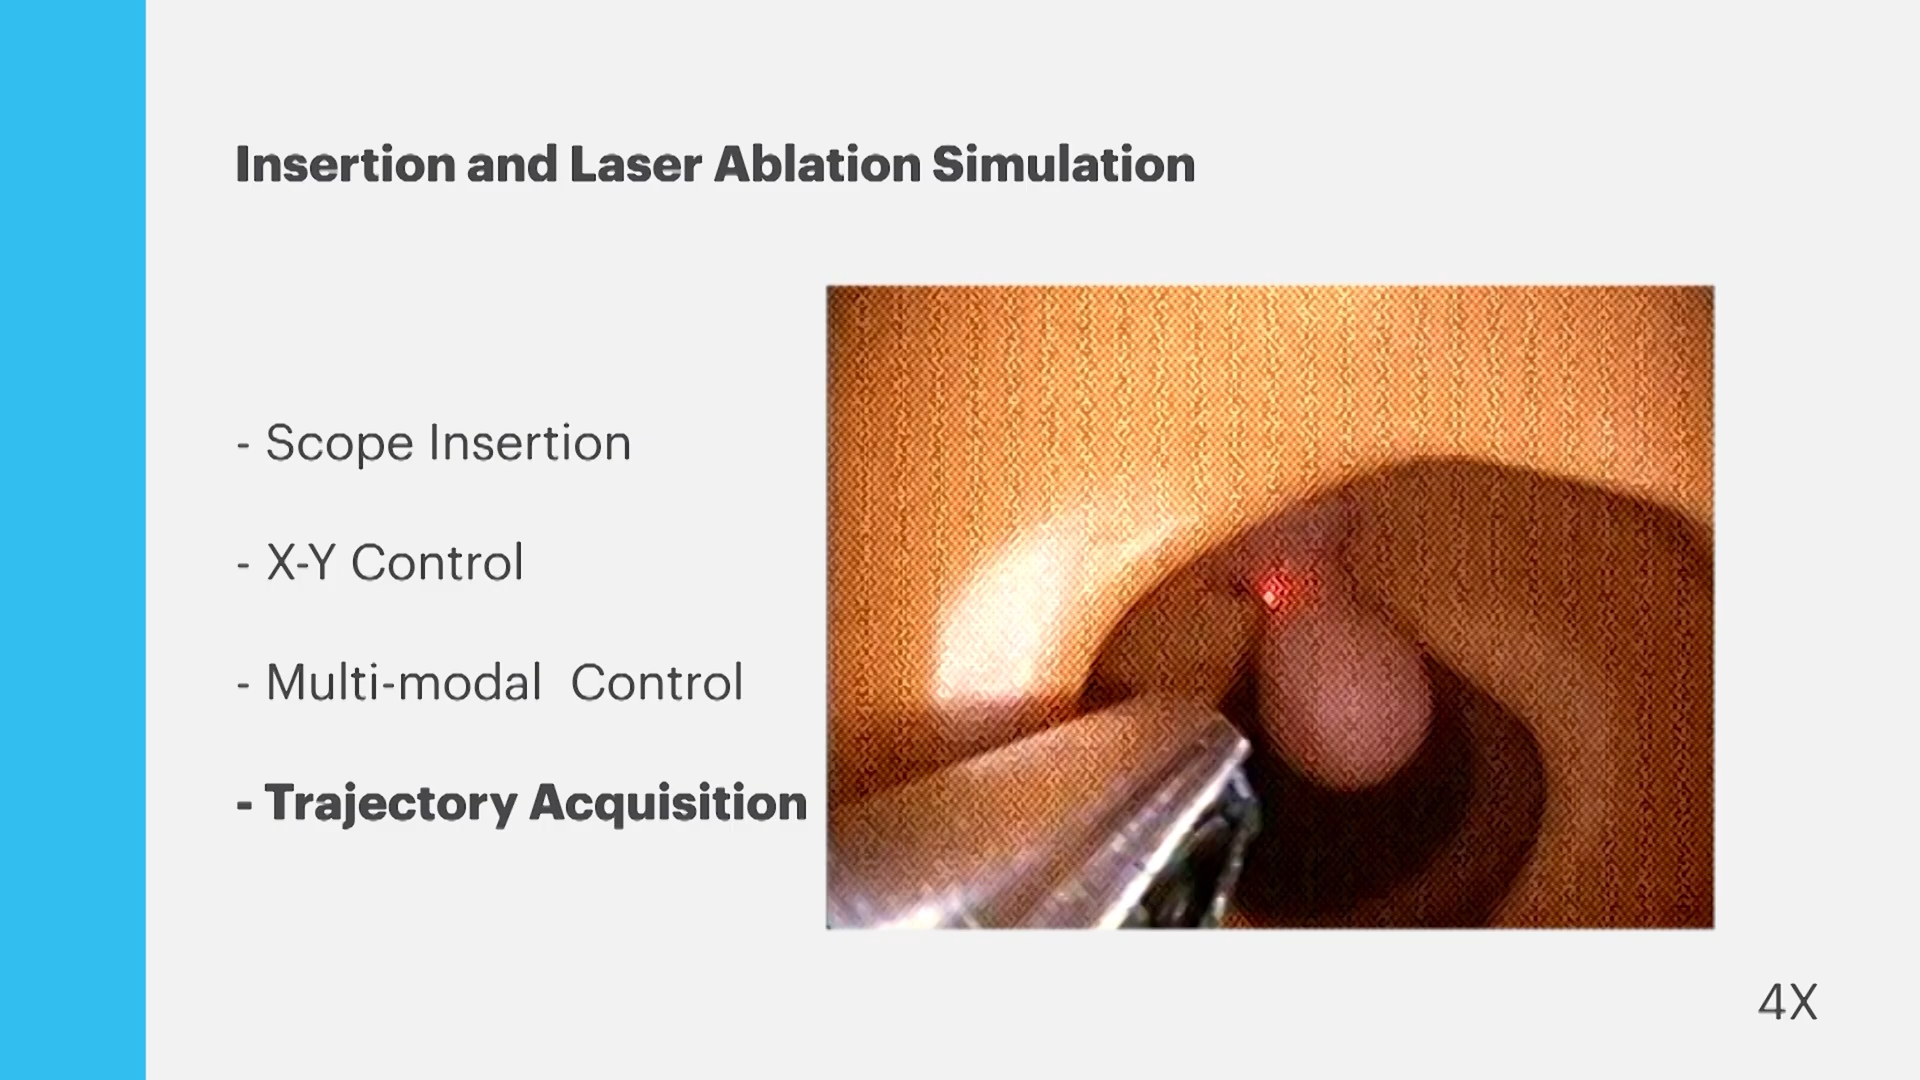 Insertion and Laser Ablation Simulation
- Scope Insertion
- X-Y Control
- Multi-modal  Control
- Trajectory Acquisition
4X